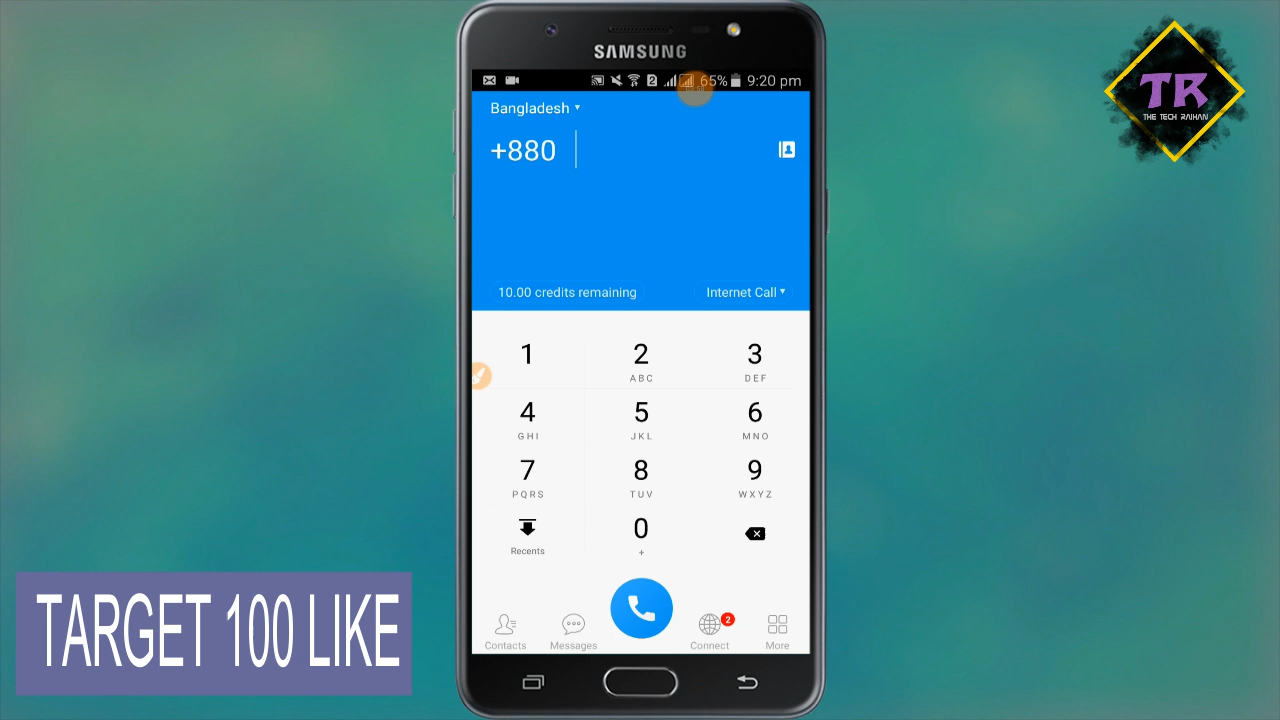 SAMSUNG
2 65% 9:20 pm
Bangladesh
+880
10.00 credits remaining
Internet Call
1
2
ABC
3
DEF
4
GHI
5
JKL
6
MNO
7
PQRS
8
TUV
9
WXYZ
Recents
0
+
Contacts
Messages
2
Connect
More
TR
THE TECH RAIHAN
TARGET 100 LIKE